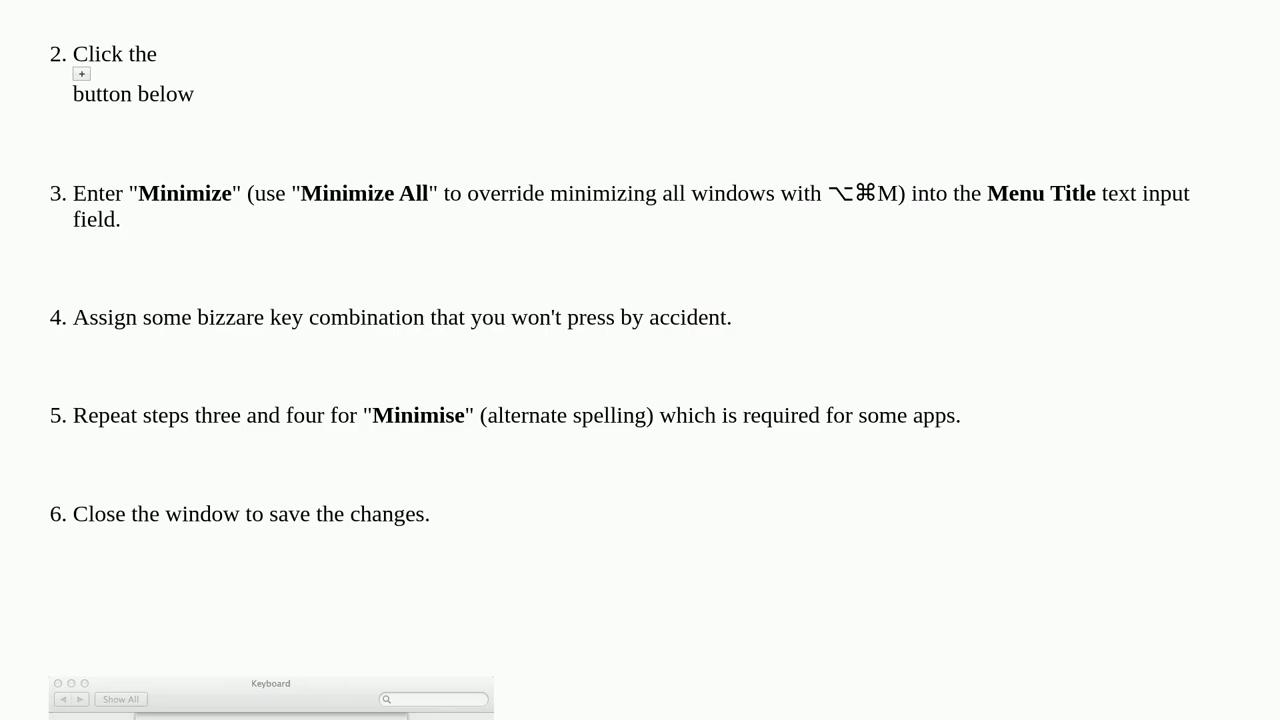 2. Click the
+
button below
3. Enter "Minimize" (use "Minimize All" to override minimizing all windows with ⌥⌘M) into the Menu Title text input
field.
4. Assign some bizzare key combination that you won't press by accident.
5. Repeat steps three and four for "Minimise" (alternate spelling) which is required for some apps.
6. Close the window to save the changes.
Keyboard
Show All